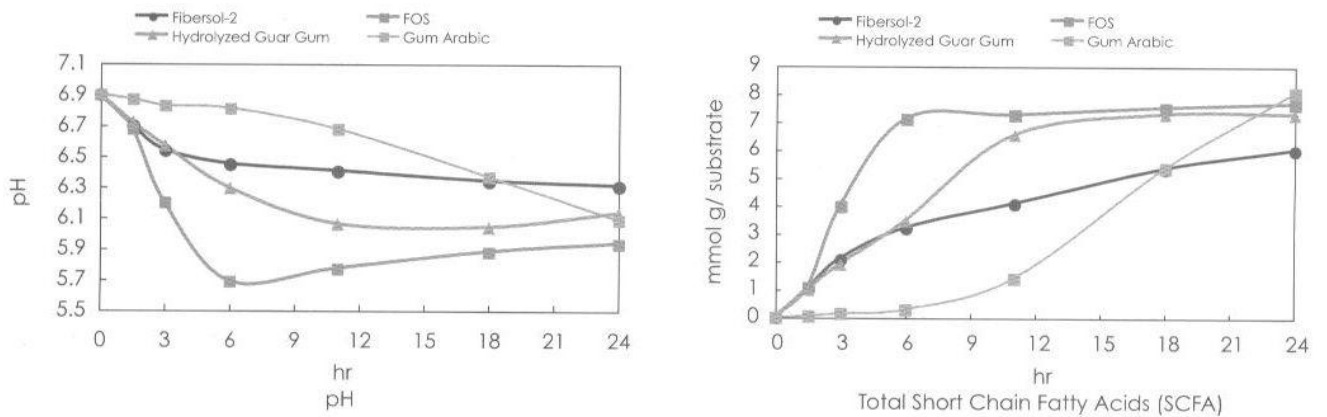 Fibersol-2 FOS
Hydrolyzed Guar Gum Gum Arabic
7.1
6.9
6.7
6.5
6.3
6.1
5.9
5.7
5.5
pH
0 3 6 9 12 15 18 21 24
hr
pH
Fibersol-2 FOS
Hydrolyzed Guar Gum Gum Arabic
9
8
7
6
5
4
3
2
1
0
mmol g/ substrate
0 3 6 9 12 15 18 21 24
hr
Total Short Chain Fatty Acids (SCFA)